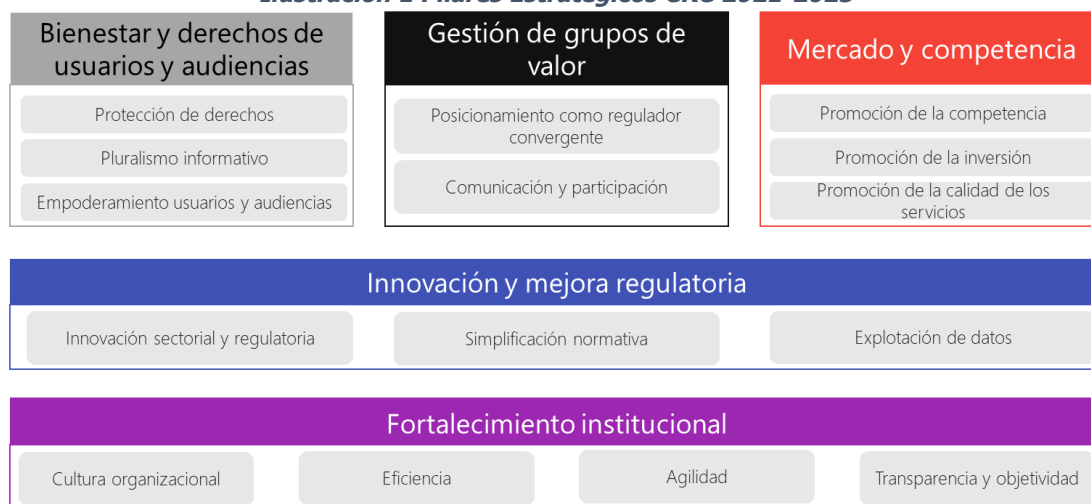 Bienestar y derechos de
usuarios y audiencias
Protección de derechos
Pluralismo informativo
Empoderamiento usuarios y audiencias
Gestión de grupos de
valor
Posicionamiento como regulador
convergente
Comunicación y participación
Mercado y competencia
Promoción de la competencia
Promoción de la inversión
Promoción de la calidad de los
servicios
Innovación y mejora regulatoria
Innovación sectorial y regulatoria
Simplificación normativa
Explotación de datos
Fortalecimiento institucional
Cultura organizacional
Eficiencia
Agilidad
Transparencia y objetividad